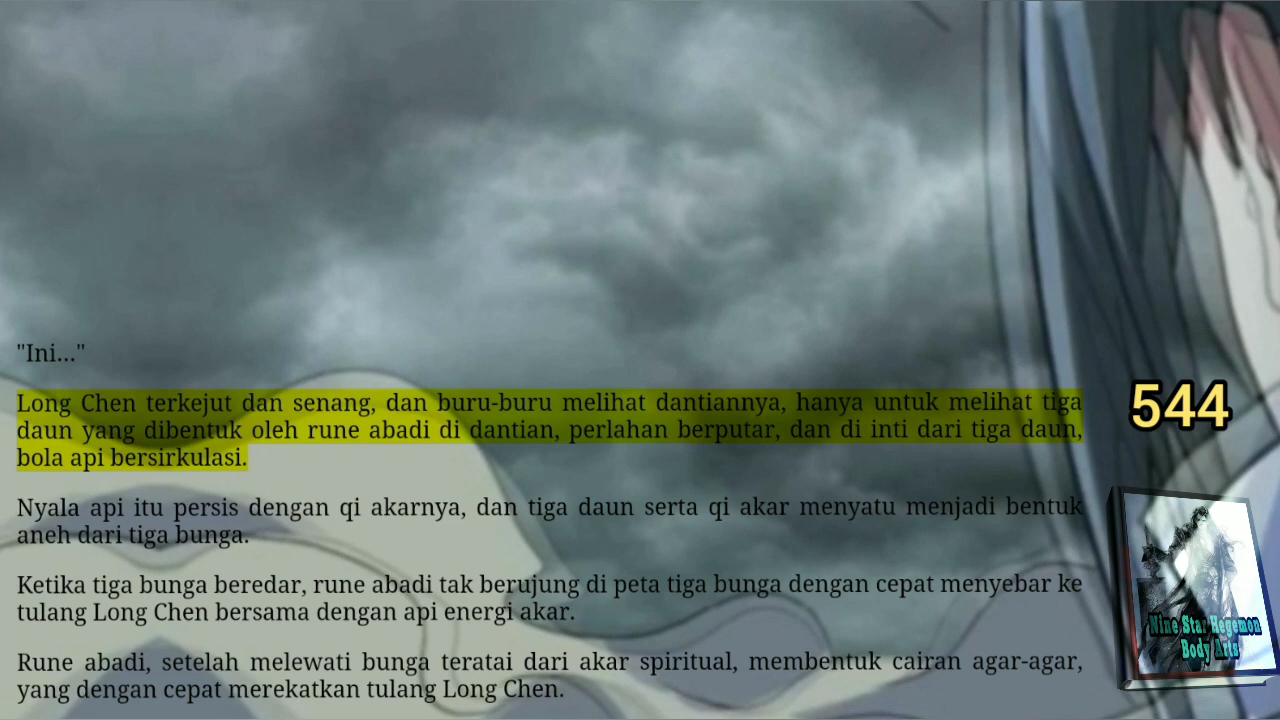 "Ini..."
Long Chen terkejut dan senang, dan buru-buru melihat dantiannya, hanya untuk melihat tiga
daun yang dibentuk oleh rune abadi di dantian, perlahan berputar, dan di inti dari tiga daun,
bola api bersirkulasi.
Nyala api itu persis dengan qi akarnya, dan tiga daun serta qi akar menyatu menjadi bentuk
aneh dari tiga bunga.
Ketika tiga bunga beredar, rune abadi tak berujung di peta tiga bunga dengan cepat menyebar ke
tulang Long Chen bersama dengan api energi akar.
Rune abadi, setelah melewati bunga teratai dari akar spiritual, membentuk cairan agar-agar,
yang dengan cepat merekatkan tulang Long Chen.
544
Nine Star Hegemon
Body Arts